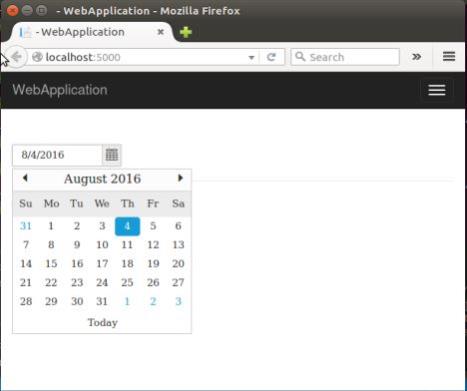 - WebApplication - Mozilla Firefox
- WebApplication
localhost:5000 Search
WebApplication
8/4/2016
August 2016
Su Mo Tu We Th Fr Sa
31 1 2 3 4 5 6
7 8 9 10 11 12 13
14 15 16 17 18 19 20
21 22 23 24 25 26 27
28 29 30 31 1 2 3
Today